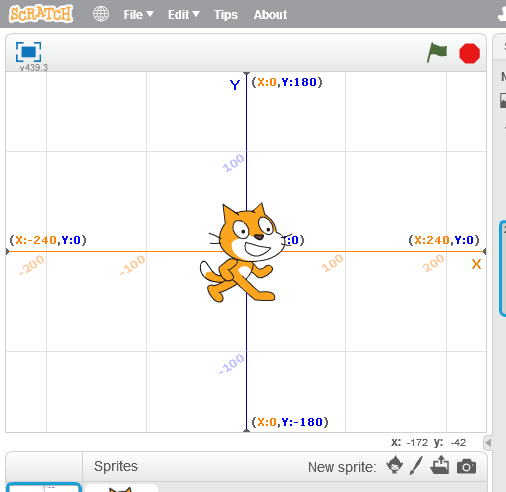 SCRATCH File Edit Tips About
v439.3
Y (X:0,Y:180)
100
(X:-240,Y:0) :0) (X:240,Y:0)
-200 -100 100 200 X
-100
(X:0,Y:-180)
x: -172 y: -42
Sprites New sprite: